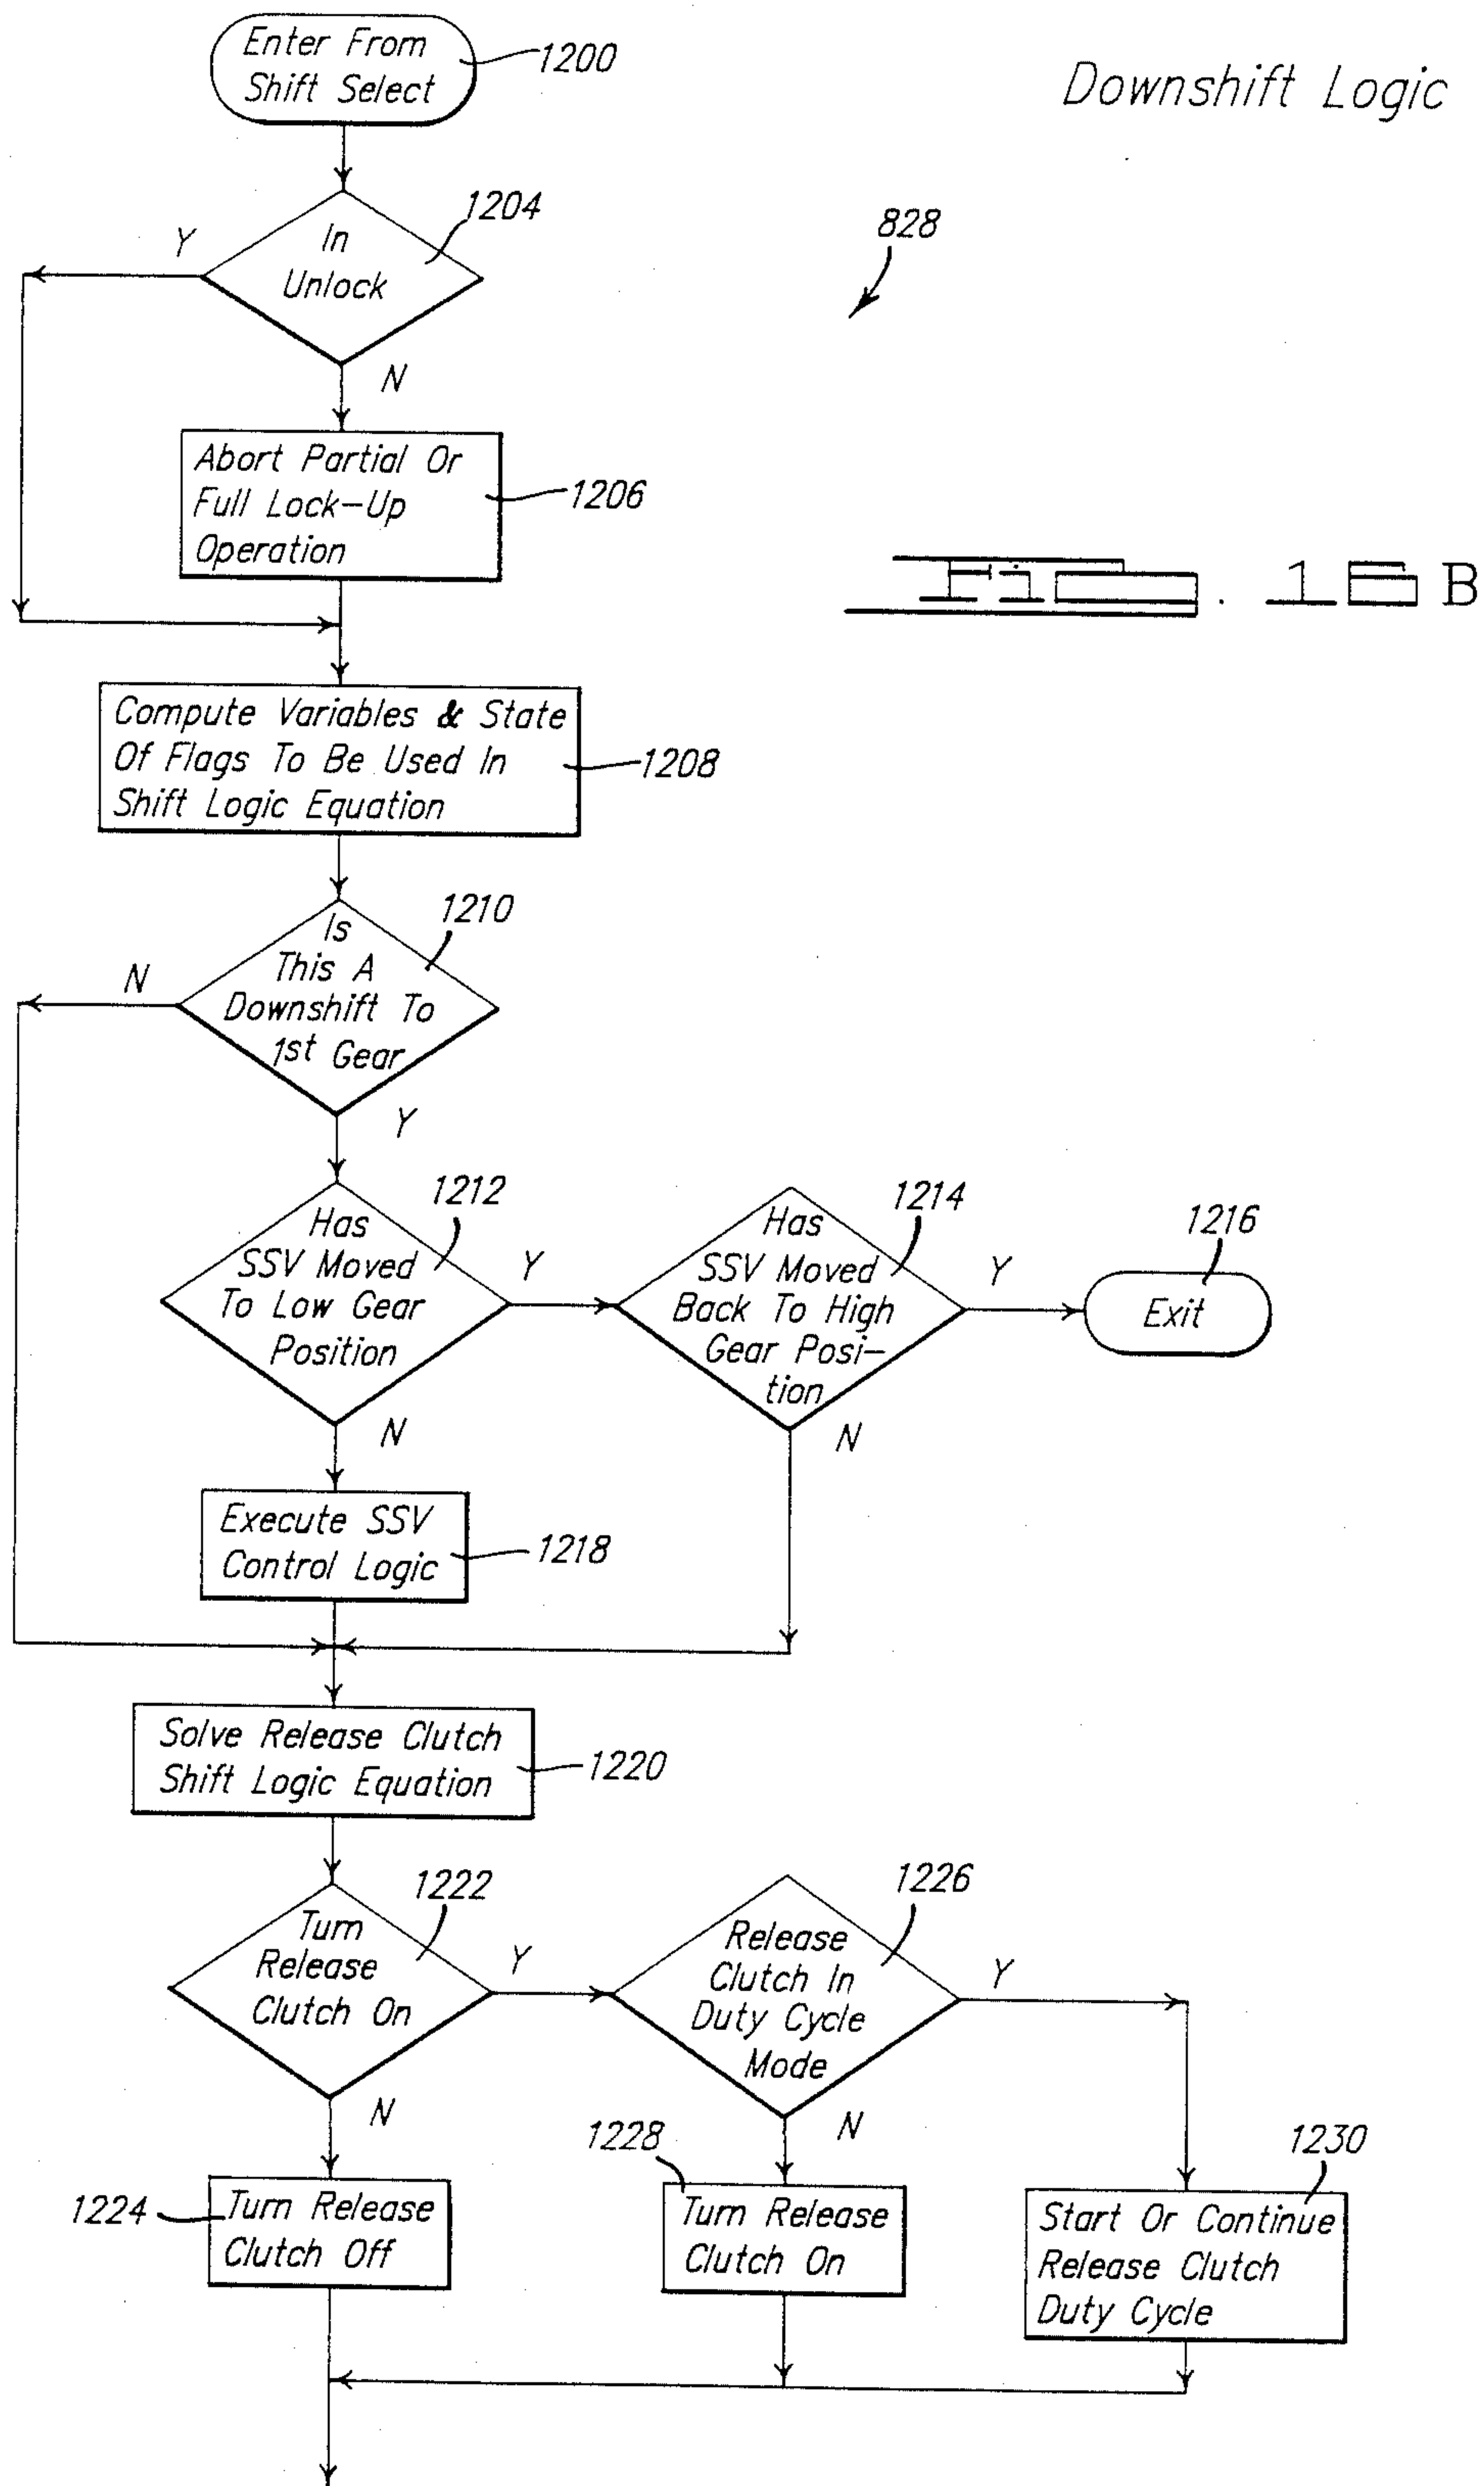 Enter From
Shift Select
1200
Downshift Logic
1204
Y
In
Unlock
828
N
Abort Partial Or
Full Lock-Up
Operation
1206
B
Compute Variables & State
Of Flags To Be Used In
Shift Logic Equation
1208
1210
N
Is
This A
Downshift To
1st Gear
Y
1212
Has
SSV Moved
To Low Gear
Position
Y
1214
Has
SSV Moved
Back To High
Gear Posi-
tion
Y
1216
Exit
N
N
Execute SSV
Control Logic
1218
Solve Release Clutch
Shift Logic Equation
1220
1222
Turn
Release
Clutch On
Y
1226
Release
Clutch In
Duty Cycle
Mode
Y
N
N
1224
Turn Release
Clutch Off
1228
Turn Release
Clutch On
1230
Start Or Continue
Release Clutch
Duty Cycle